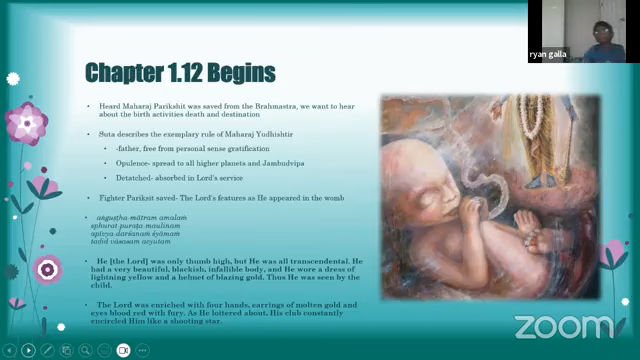 ryan galla
Chapter 1.12 Begins
Heard Maharaj Parikshit was saved from the Brahmastra, we want to hear
about the birth activities death and destination
Suta describes the exemplary rule of Maharaj Yudhishtir
-father, free from personal sense gratification
Opulence- spread to all higher planets and Jambudvipa
Detatched- absorbed in Lord's service
Fighter Pariksit saved- The Lord's features as He appeared in the womb
aṅguṣṭha-mātram amalaṁ
sphurat-puraṭa-maulinam
apīvya-darśanaṁ śyāmaṁ
taḍid vāsasam acyutam
He [the Lord] was only thumb high, but He was all transcendental. He
had a very beautiful, blackish, infallible body, and He wore a dress of
lightning yellow and a helmet of blazing gold. Thus He was seen by the
child.
The Lord was enriched with four hands, earrings of molten gold and
eyes blood red with fury. As He loitered about, His club constantly
encircled Him like a shooting star.
zoom